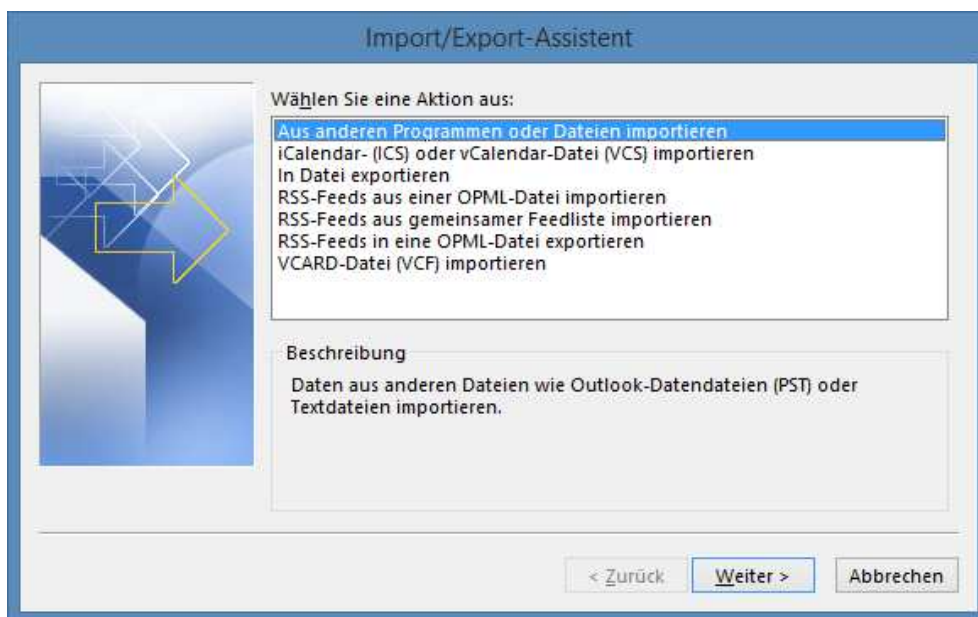 Import/Export-Assistent
Wählen Sie eine Aktion aus:
Aus anderen Programmen oder Dateien importieren
iCalendar- (ICS) oder vCalendar-Datei (VCS) importieren
In Datei exportieren
RSS-Feeds aus einer OPML-Datei importieren
RSS-Feeds aus gemeinsamer Feedliste importieren
RSS-Feeds in eine OPML-Datei exportieren
VCARD-Datei (VCF) importieren
Beschreibung
Daten aus anderen Dateien wie Outlook-Datendateien (PST) oder
Textdateien importieren.
< Zurück Weiter > Abbrechen